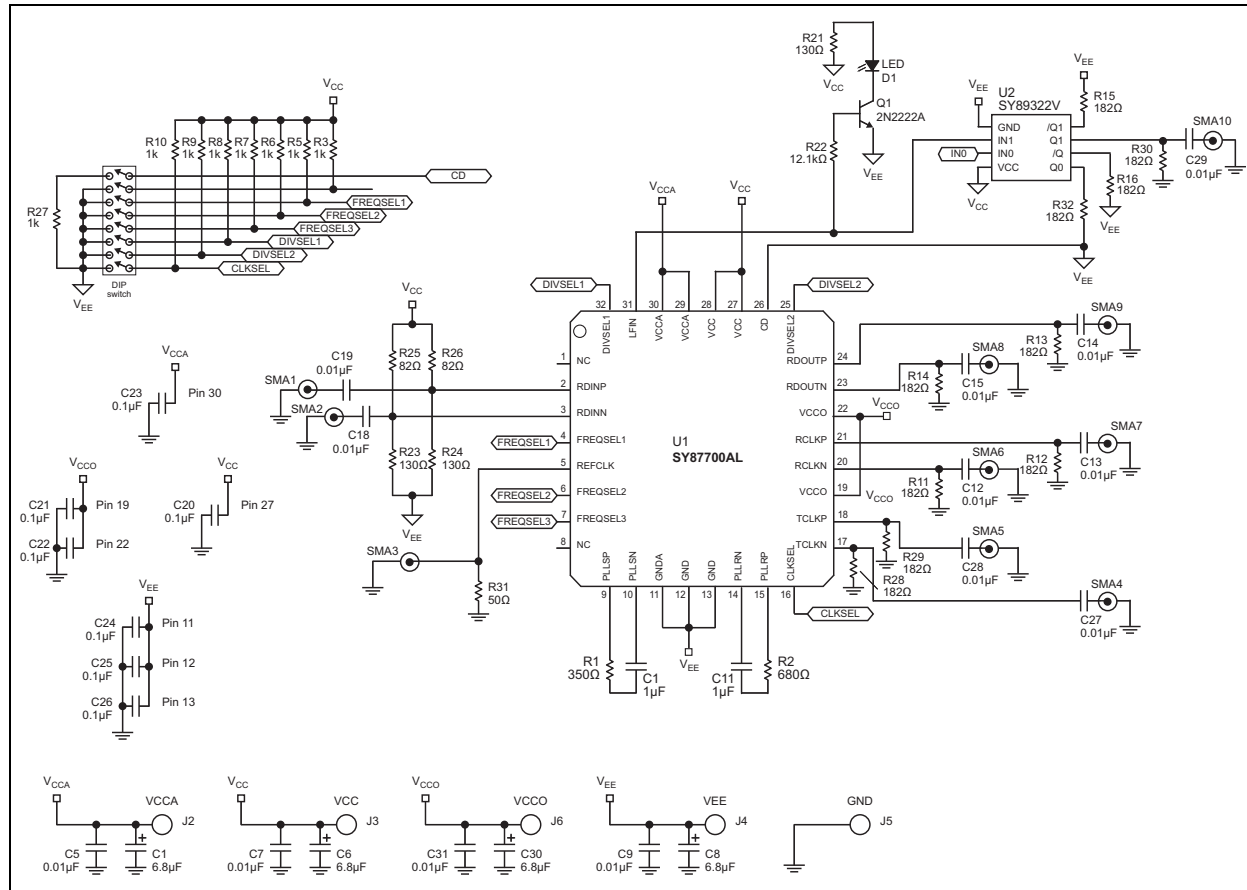 R21
130Ω
VCC
LED
D1
Q1
2N2222A
R22
12.1kΩ
VEE
VEE
U2
SY89322V
GND
IN1
IN0
VCC
/Q1
Q1
/Q
Q0
IN0
VCC
VEE
R15
182Ω
SMA10
R30
182Ω
C29
0.01µF
R16
182Ω
VEE
R32
182Ω
VEE
VCC
R10
1k
R9
1k
R8
1k
R7
1k
R6
1k
R5
1k
R3
1k
CD
FREQSEL1
FREQSEL2
FREQSEL3
DIVSEL1
DIVSEL2
CLKSEL
R27
1k
VEE
DIP
switch
VCCA
VCC
DIVSEL1
DIVSEL2
32
31
30
29
28
27
26
25
DIVSEL1
LFIN
VCCA
VCCA
VCC
VCC
CD
DIVSEL2
U1
SY87700AL
1
NC
2
RDINP
3
RDINN
4
FREQSEL1
5
REFCLK
6
FREQSEL2
7
FREQSEL3
8
NC
RDOUTP
24
RDOUTN
23
VCCO
22
RCLKP
21
RCLKN
20
VCCO
19
TCLKP
18
TCLKN
17
PLLSP
PLLSN
GNDA
GND
GND
PLLRN
PLLRP
CLKSEL
9
10
11
12
13
14
15
16
CLKSEL
VCC
R25
82Ω
R26
82Ω
C19
0.01µF
SMA1
SMA2
C18
0.01µF
R23
130Ω
R24
130Ω
VEE
FREQSEL1
FREQSEL2
FREQSEL3
SMA3
R31
50Ω
R1
350Ω
C1
1µF
VEE
C11
1µF
R2
680Ω
SMA9
R13
182Ω
C14
0.01µF
SMA8
R14
182Ω
C15
0.01µF
VCCO
SMA7
R12
182Ω
C13
0.01µF
SMA6
R11
182Ω
C12
0.01µF
VCCO
SMA5
R29
182Ω
C28
0.01µF
R28
182Ω
SMA4
C27
0.01µF
VCCA
C23
0.1µF
Pin 30
VCCO
C21
0.1µF
Pin 19
C22
0.1µF
Pin 22
VCC
C20
0.1µF
Pin 27
VEE
C24
0.1µF
Pin 11
C25
0.1µF
Pin 12
C26
0.1µF
Pin 13
VCCA
VCCA
J2
C5
0.01µF
C1
6.8µF
VCC
VCC
J3
C7
0.01µF
C6
6.8µF
VCCO
VCCO
J6
C31
0.01µF
C30
6.8µF
VEE
VEE
J4
C9
0.01µF
C8
6.8µF
GND
J5